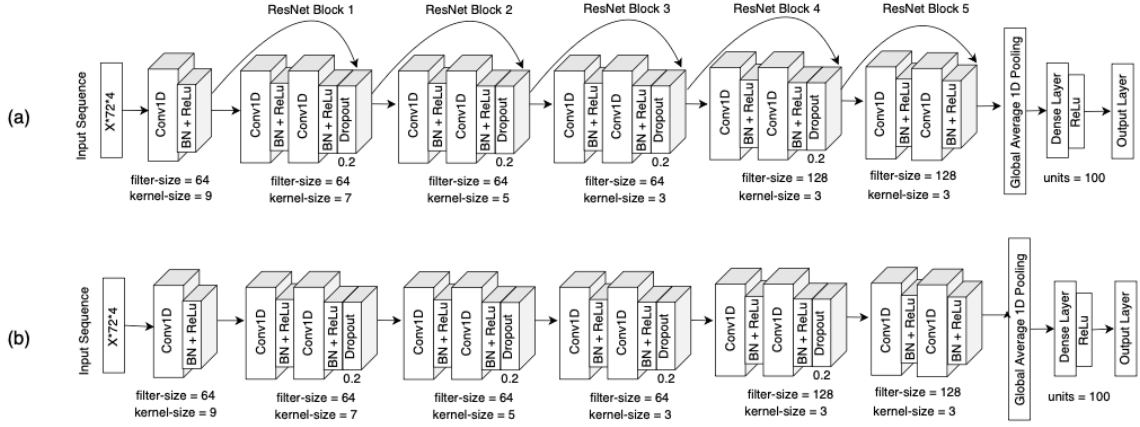 ResNet Block 1
ResNet Block 2
ResNet Block 3
ResNet Block 4
ResNet Block 5
(a)
Input Sequence
X*72*4
Conv1D
BN + ReLu
filter-size = 64
kernel-size = 9
Conv1D
BN + ReLu
Conv1D
BN + ReLu
Dropout
0.2
filter-size = 64
kernel-size = 7
Conv1D
BN + ReLu
Conv1D
BN + ReLu
Dropout
0.2
filter-size = 64
kernel-size = 5
Conv1D
BN + ReLu
Conv1D
BN + ReLu
Dropout
0.2
filter-size = 64
kernel-size = 3
Conv1D
BN + ReLu
Conv1D
BN + ReLu
Dropout
0.2
filter-size = 128
kernel-size = 3
Conv1D
BN + ReLu
Conv1D
BN + ReLu
filter-size = 128
kernel-size = 3
Global Average 1D Pooling
Dense Layer
ReLu
units = 100
Output Layer
(b)
Input Sequence
X*72*4
Conv1D
BN + ReLu
filter-size = 64
kernel-size = 9
Conv1D
BN + ReLu
Conv1D
BN + ReLu
Dropout
0.2
filter-size = 64
kernel-size = 7
Conv1D
BN + ReLu
Conv1D
BN + ReLu
Dropout
0.2
filter-size = 64
kernel-size = 5
Conv1D
BN + ReLu
Conv1D
BN + ReLu
Dropout
0.2
filter-size = 64
kernel-size = 3
Conv1D
BN + ReLu
Conv1D
BN + ReLu
Dropout
0.2
filter-size = 128
kernel-size = 3
Conv1D
BN + ReLu
Conv1D
BN + ReLu
filter-size = 128
kernel-size = 3
Global Average 1D Pooling
Dense Layer
ReLu
units = 100
Output Layer